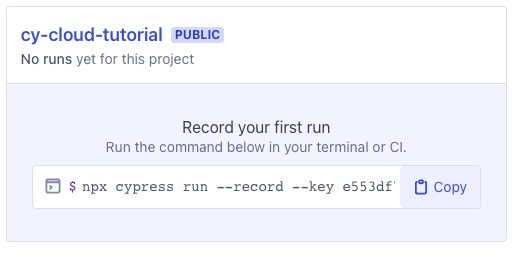 cy-cloud-tutorial PUBLIC
No runs yet for this project
Record your first run
Run the command below in your terminal or CI.
$ npx cypress run --record --key e553df Copy